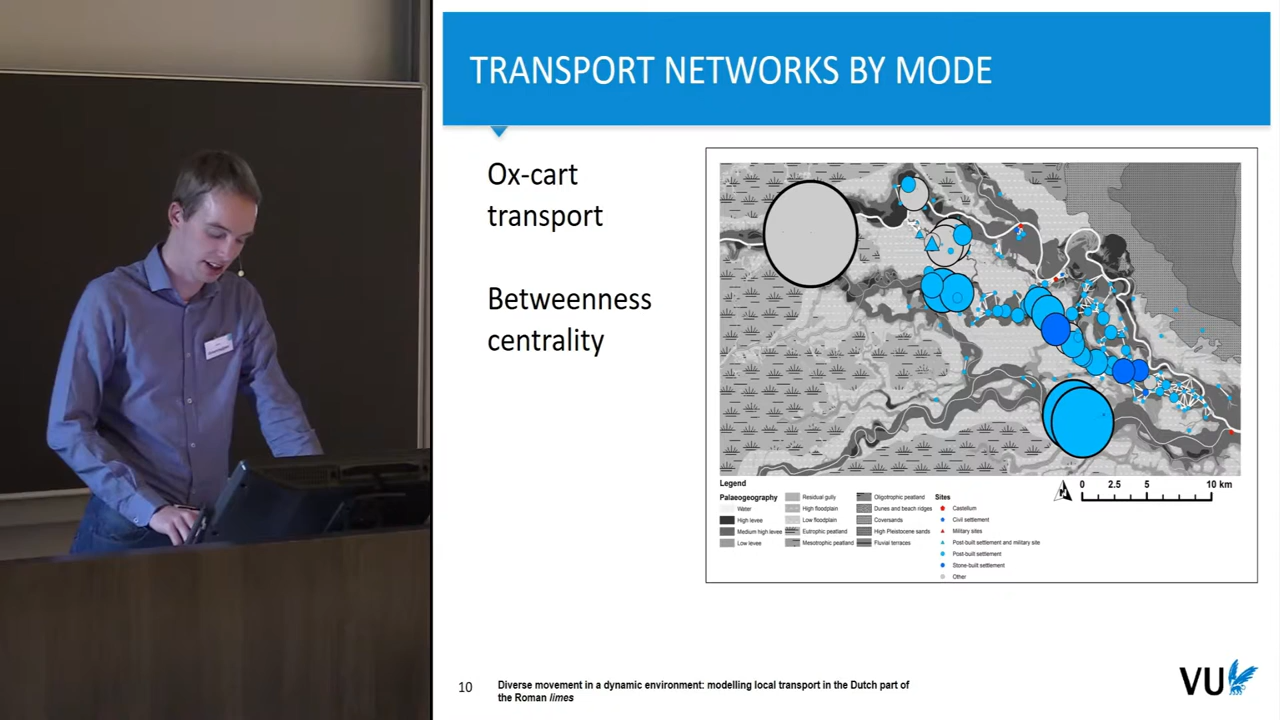 TRANSPORT NETWORKS BY MODE
Ox-cart
transport
Betweenness
centrality
Legend
Palaeogeography
Water
High levee
Medium high levee
Low levee
Residual gully
High floodplain
Low floodplain
Eutrophic peatland
Mesotrophic peatland
Oligotrophic peatland
Dunes and beach ridges
Coversands
High Pleistocene sands
Fluvial terraces
Sites
Castellum
Civil settlement
Military sites
Post-built settlement and military site
Post-built settlement
Stone-built settlement
Other
0 2.5 5 10 km
10
Diverse movement in a dynamic environment: modelling local transport in the Dutch part of
the Roman limes
VU